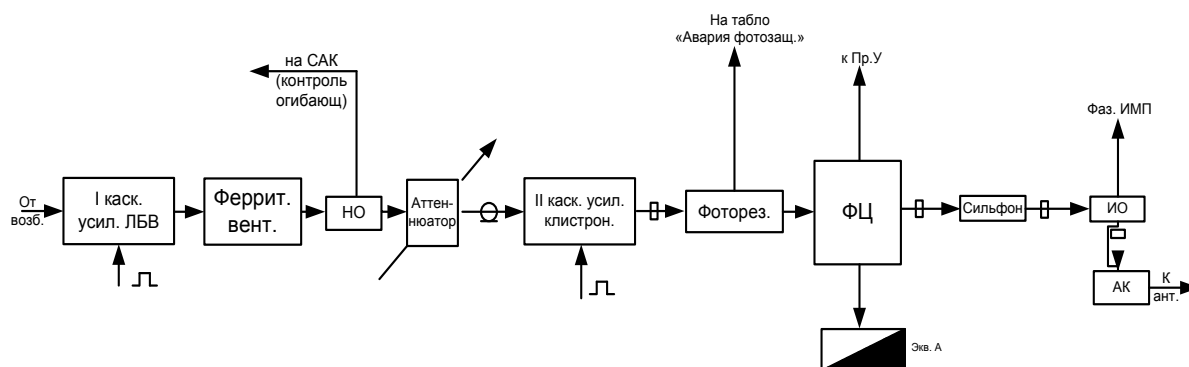 На табло
«Авария фотозащ.»
на САК
(контроль
огибающ)
к Пр.У
Фаз. ИМП
От
возб.
I каск.
усил. ЛБВ
Феррит.
вент.
НО
Аттен-
нюатор
II каск. усил.
клистрон.
Фоторез.
ФЦ
Сильфон
ИО
АК
К
ант.
Экв. А